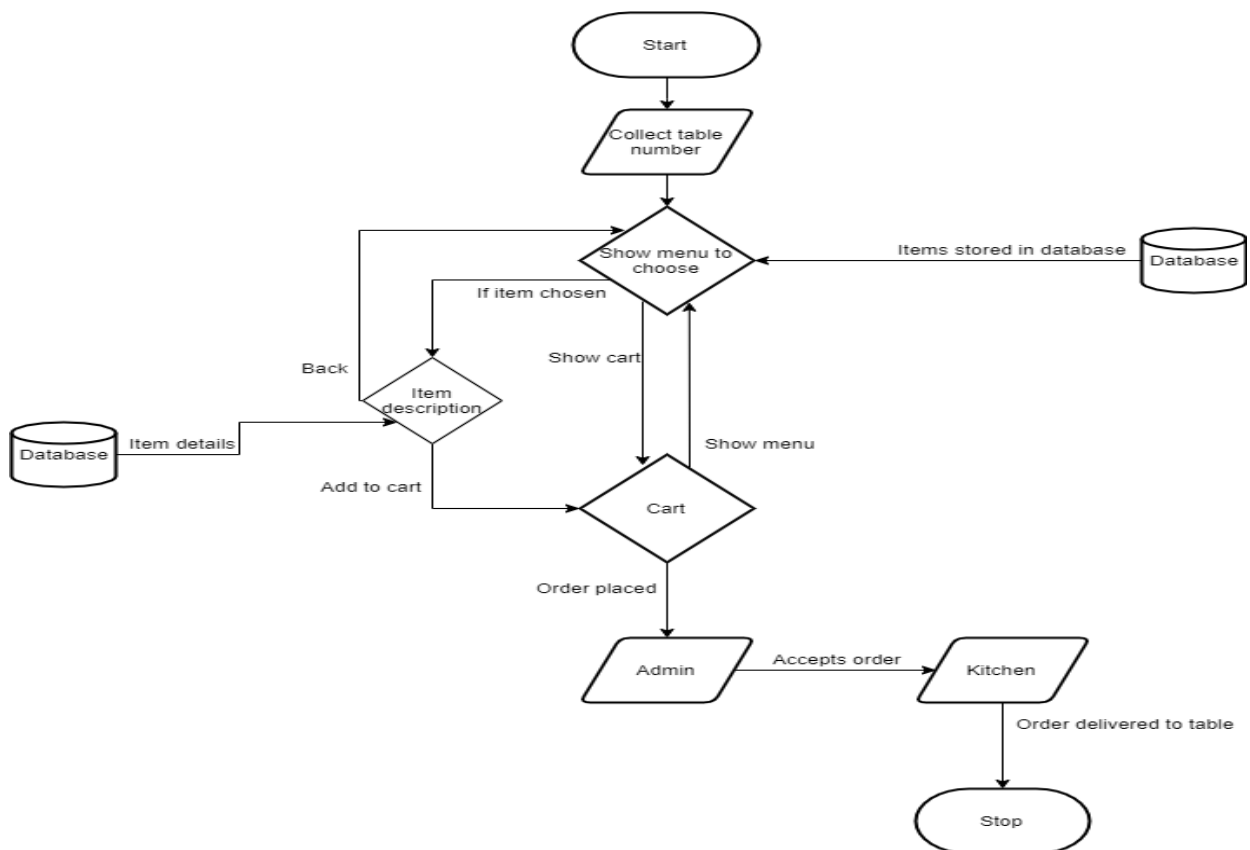 Start
Collect table
number
Show menu to
choose
Items stored in database
Database
If item chosen
Show cart
Back
Item
description
Database
Item details
Show menu
Add to cart
Cart
Order placed
Admin
Accepts order
Kitchen
Order delivered to table
Stop